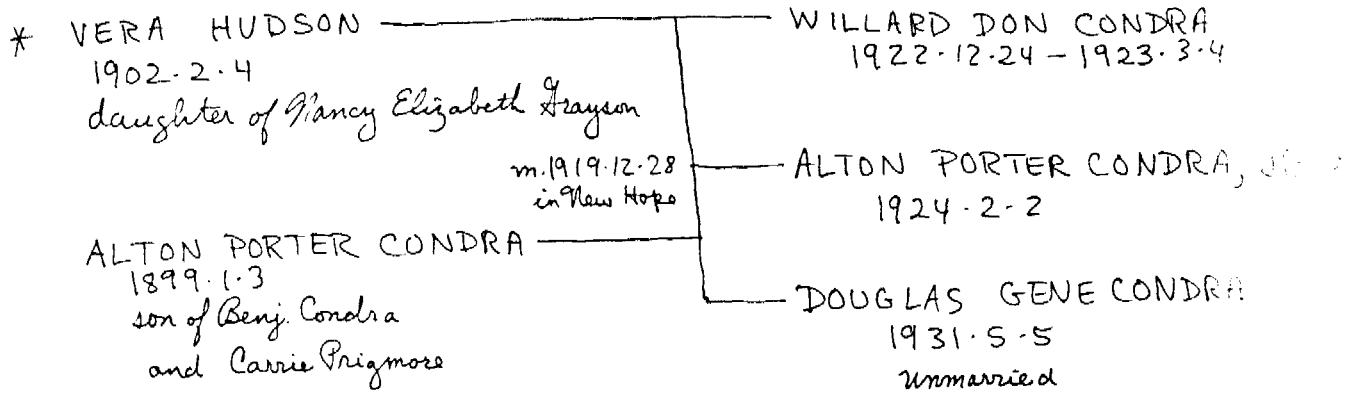 * VERA HUDSON
1902.2.4
daughter of Nancy Elizabeth Grayson
m.1919.12.28
in New Hope
ALTON PORTER CONDRA
1899.1.3
son of Benj. Condra
and Carrie Prigmore
WILLARD DON CONDRA
1922.12.24 - 1923.3.4
ALTON PORTER CONDRA,
1924.2.2
DOUGLAS GENE CONDRA
1931.5.5
Unmarried